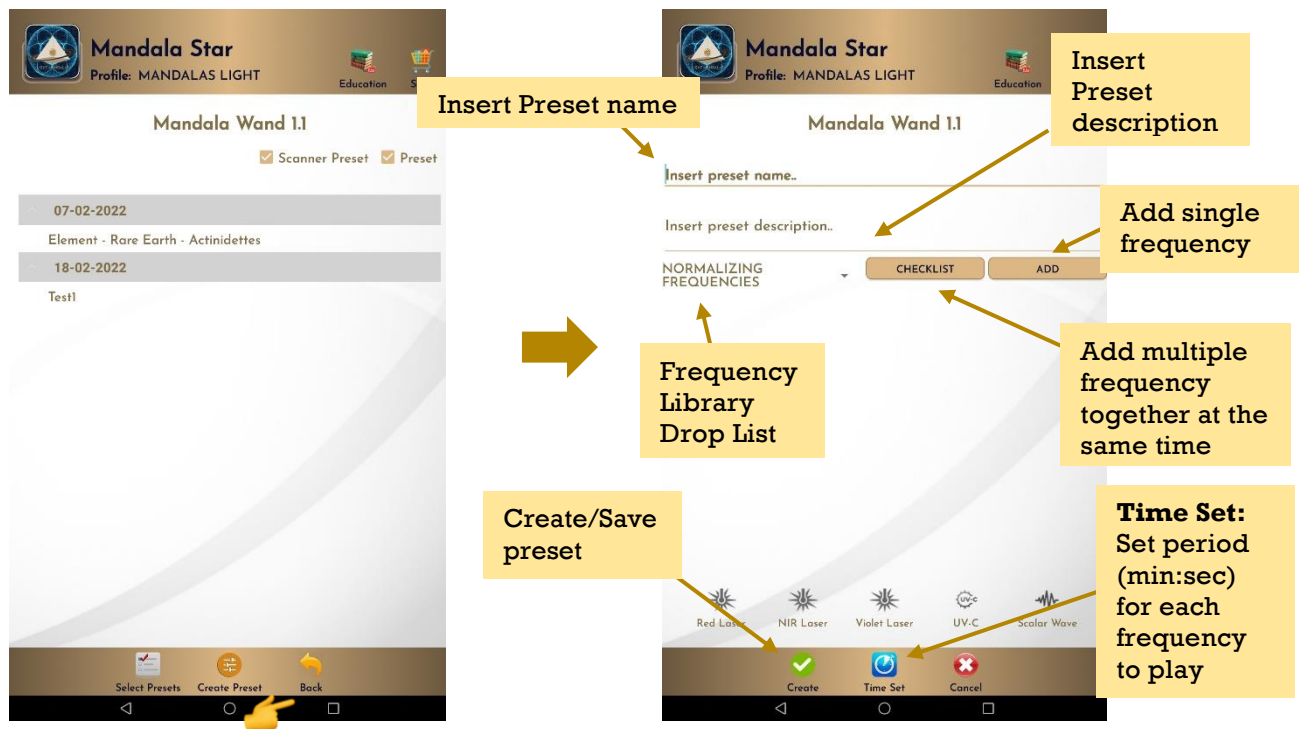 Mandala Star
Profile: MANDALAS LIGHT
Education
Mandala Wand 1.1
Scanner Preset
Preset
07-02-2022
Element - Rare Earth - Actinidettes
18-02-2022
Test1
Select Presets
Create Preset
Back
Insert Preset name
Mandala Star
Profile: MANDALAS LIGHT
Education
Insert
Preset
description
Mandala Wand 1.1
Insert preset name..
Insert preset description..
Add single
frequency
NORMALIZING
FREQUENCIES
CHECKLIST
ADD
Frequency
Library
Drop List
Add multiple
frequency
together at the
same time
Create/Save
preset
Time Set:
Set period
(min:sec)
for each
frequency
to play
Red Laser
NIR Laser
Violet Laser
UV-C
UV-C
Scalar Wave
Create
Time Set
Cancel